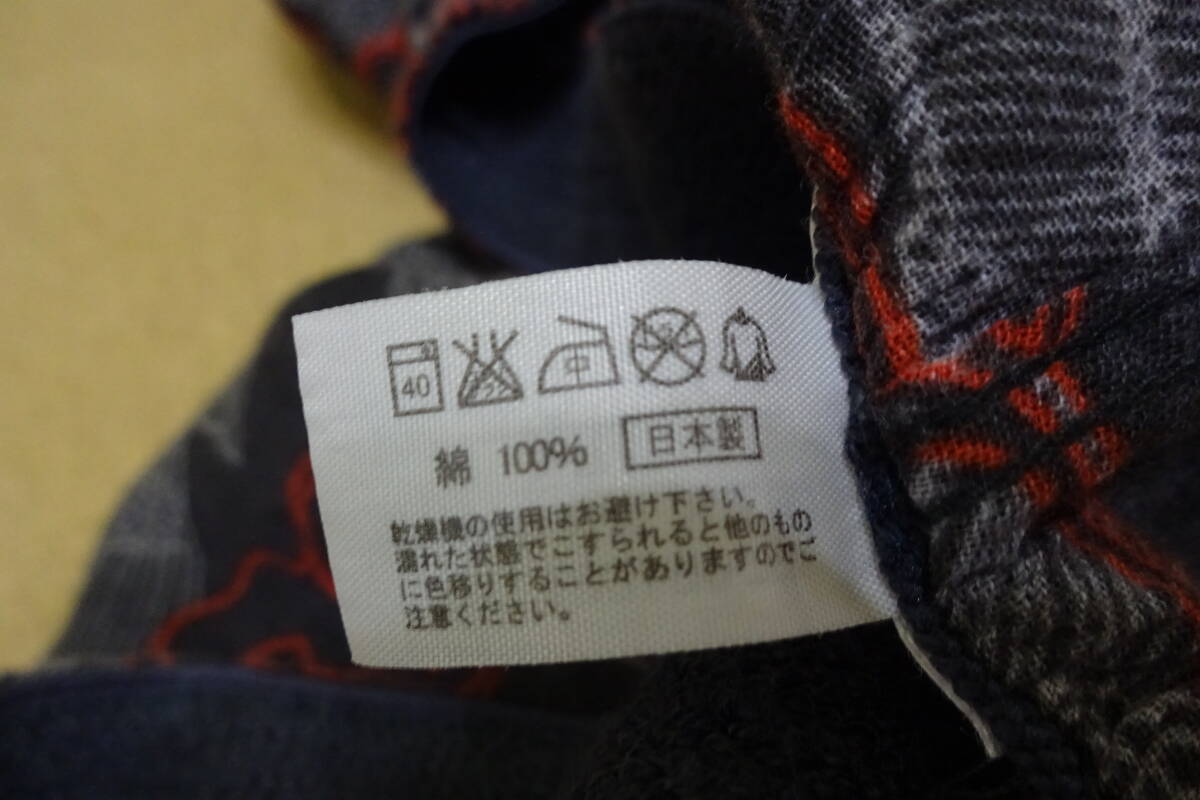 40 中
綿 100% 日本製
乾燥機の使用はお避け下さい。
濡れた状態でこすられると他のもの
に色移りすることがありますのでご
注意ください。